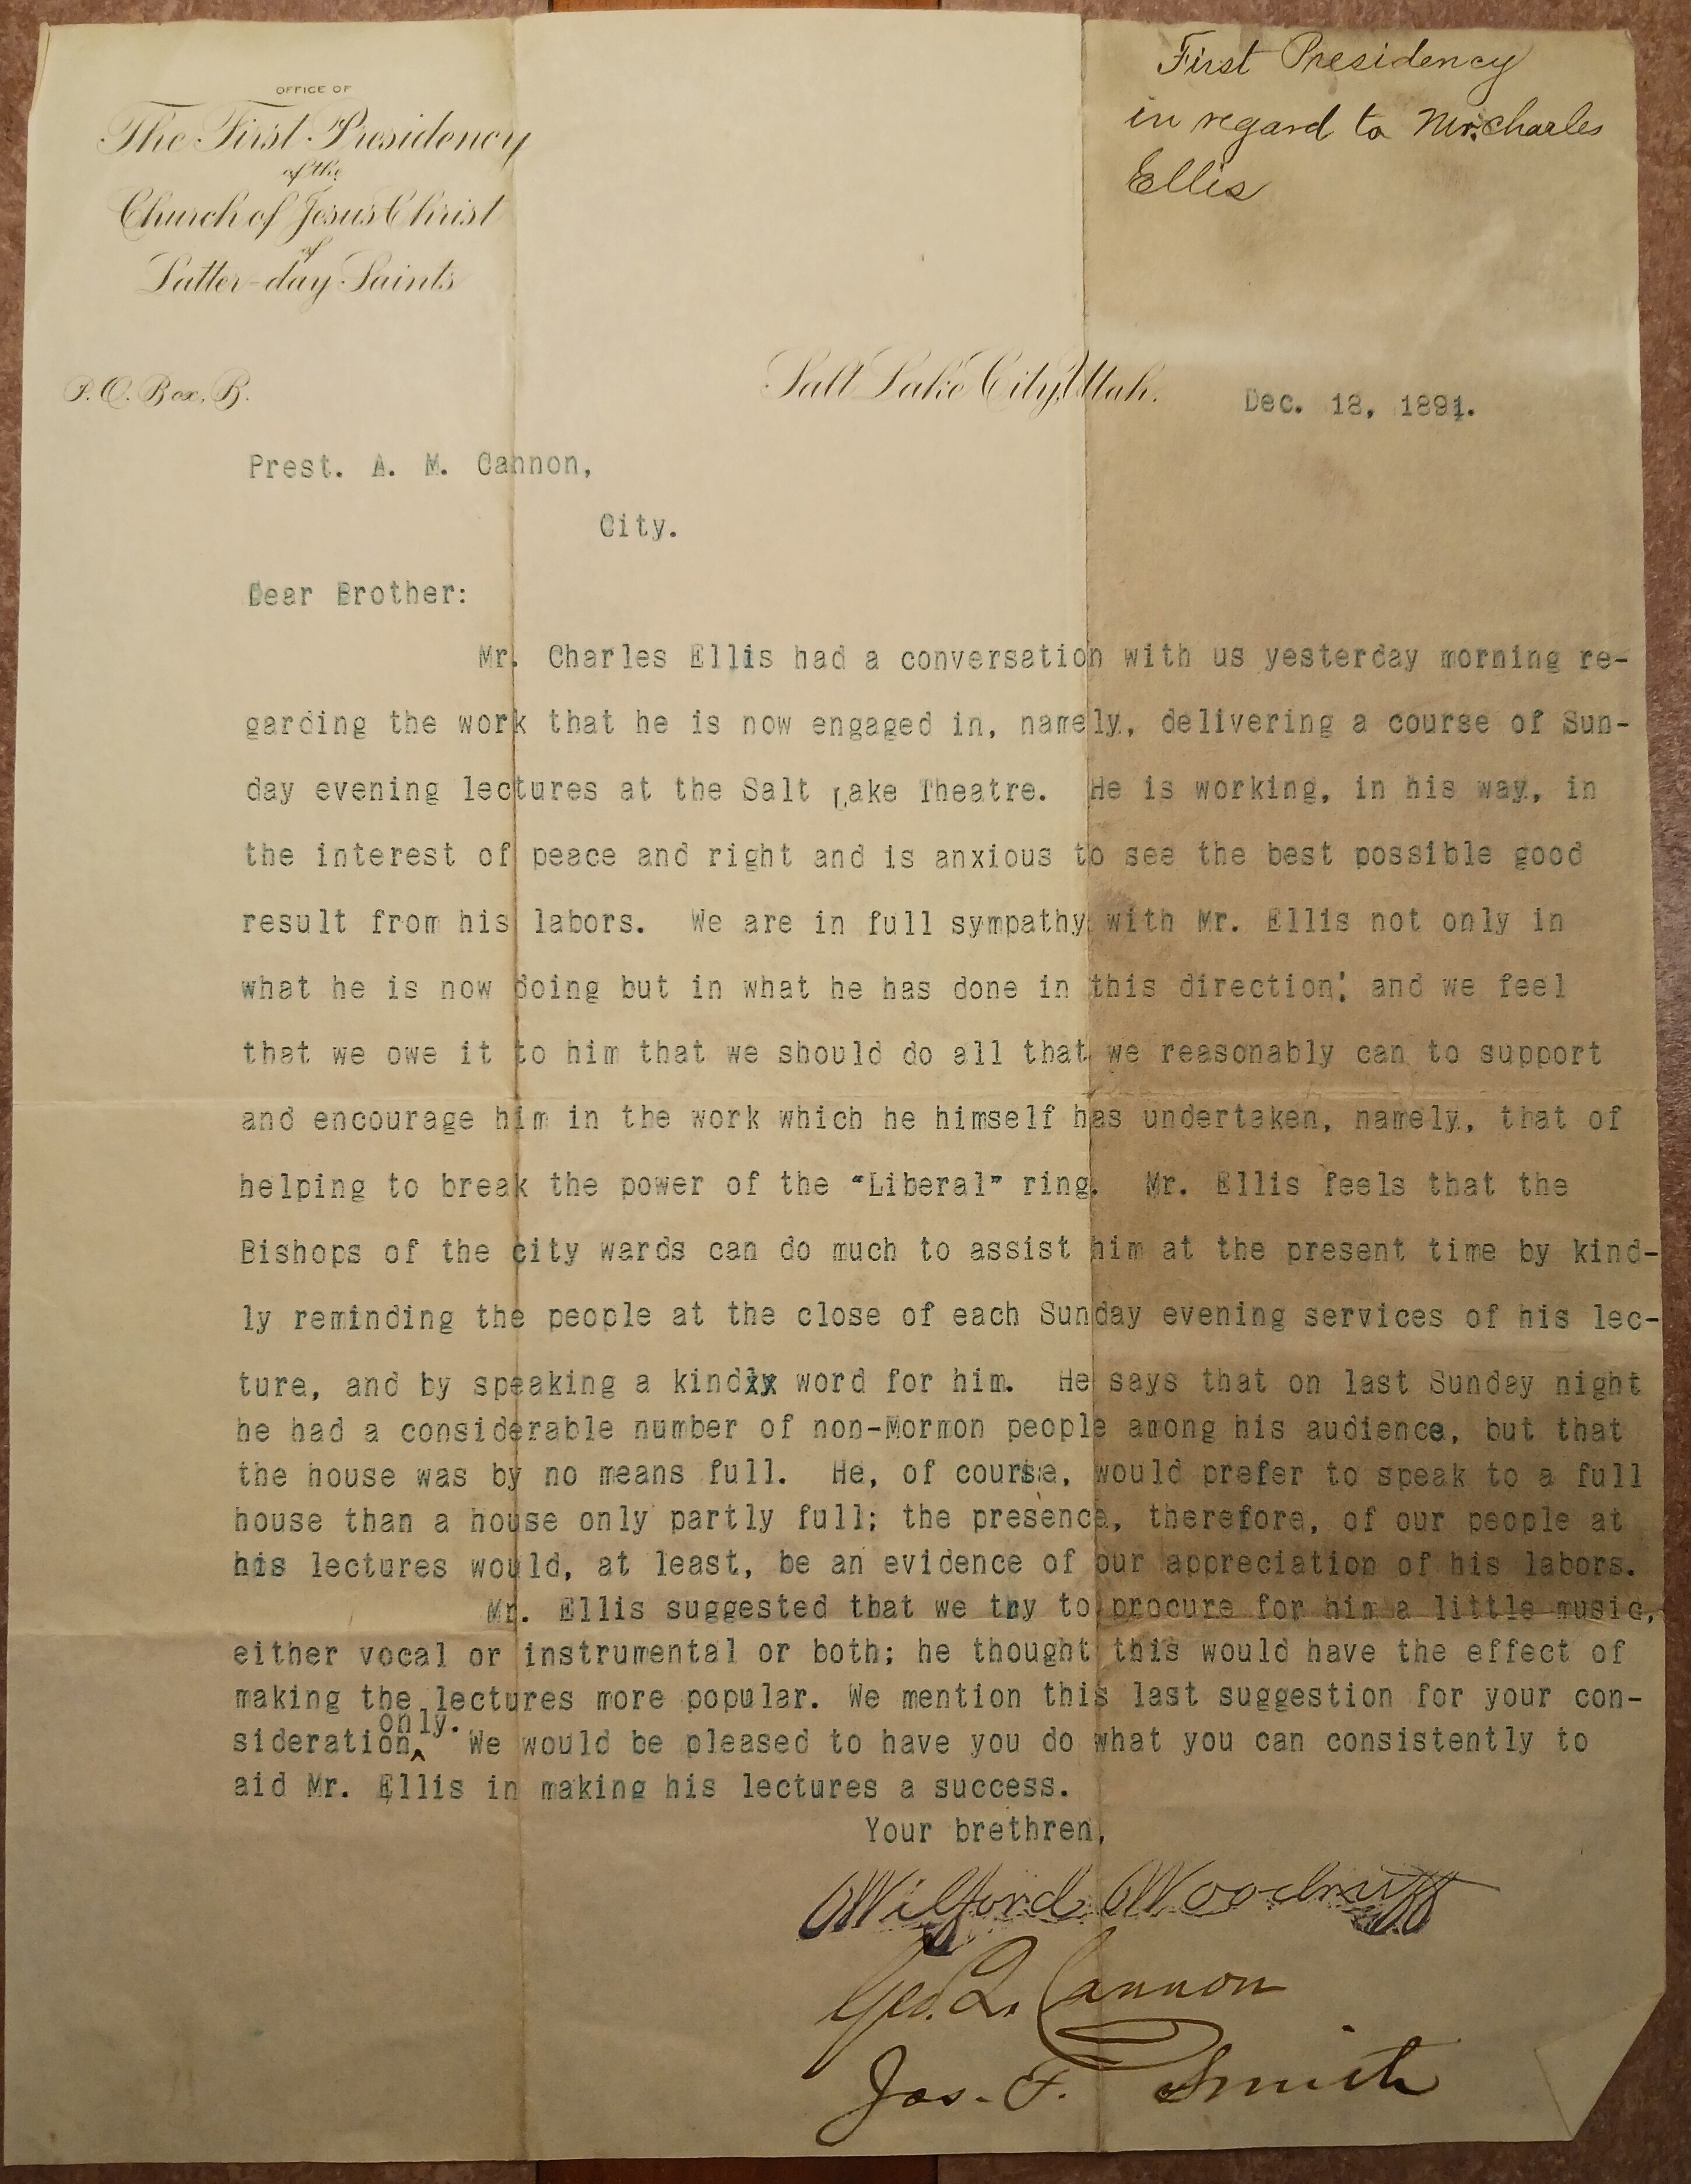 First Presidency
in regard to Mr. Charles
Ellis
OFFICE OF
The First Presidency
of the
Church of Jesus Christ
of
Latter-day Saints
P. O. Box, B.
Salt Lake City, Utah. Dec. 18, 1891.
Prest. A. M. Cannon,
City.
Dear Brother:
Mr. Charles Ellis had a conversation with us yesterday morning re-
garding the work that he is now engaged in, namely, delivering a course of Sun-
day evening lectures at the Salt Lake Theatre. He is working, in his way, in
the interest of peace and right and is anxious to see the best possible good
result from his labors. We are in full sympathy with Mr. Ellis not only in
what he is now doing but in what he has done in this direction; and we feel
that we owe it to him that we should do all that we reasonably can to support
and encourage him in the work which he himself has undertaken, namely, that of
helping to break the power of the "Liberal" ring. Mr. Ellis feels that the
Bishops of the city wards can do much to assist him at the present time by kind-
ly reminding the people at the close of each Sunday evening services of his lec-
ture, and by speaking a kind word for him. He says that on last Sunday night
he had a considerable number of non-Mormon people among his audience, but that
the house was by no means full. He, of course, would prefer to speak to a full
house than a house only partly full; the presence, therefore, of our people at
his lectures would, at least, be an evidence of our appreciation of his labors.
Mr. Ellis suggested that we try to procure for him a little music,
either vocal or instrumental or both; he thought this would have the effect of
making the lectures more popular. We mention this last suggestion for your con-
sideration only. We would be pleased to have you do what you can consistently to
aid Mr. Ellis in making his lectures a success.
Your brethren,
Wilford Woodruff
Geo. Q. Cannon
Jos. F. Smith